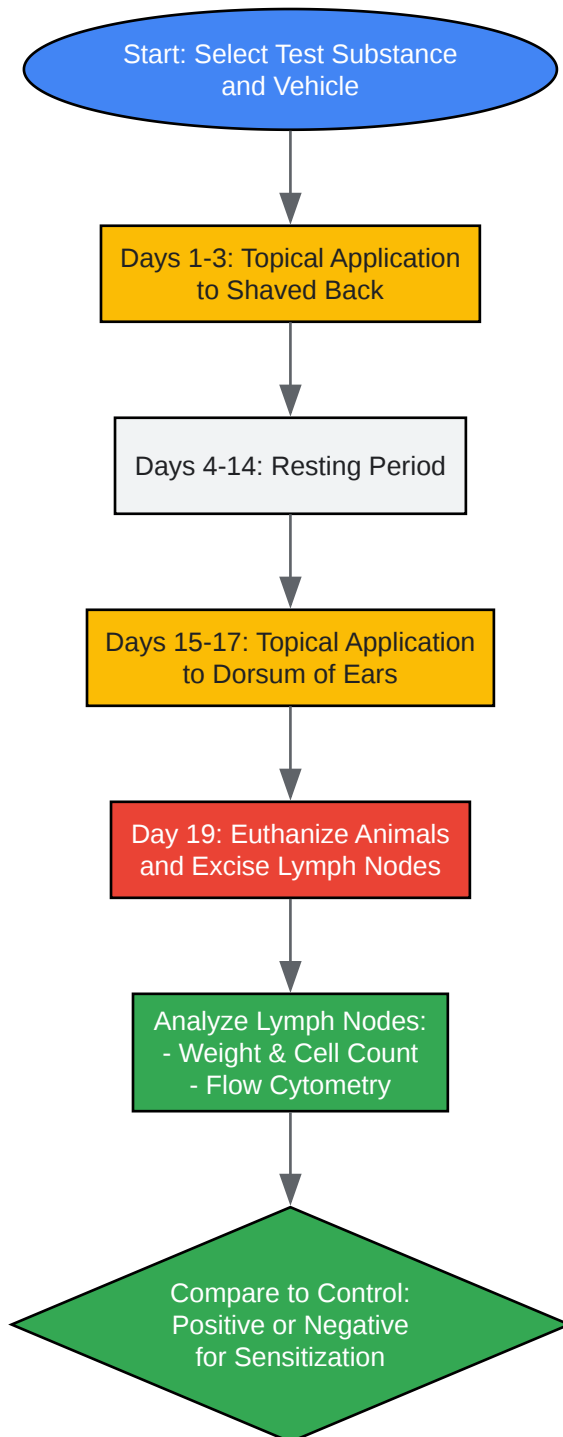 Start: Select Test Substance
and Vehicle
Days 1-3: Topical Application
to Shaved Back
Days 4-14: Resting Period
Days 15-17: Topical Application
to Dorsum of Ears
Day 19: Euthanize Animals
and Excise Lymph Nodes
Analyze Lymph Nodes:
- Weight & Cell Count
- Flow Cytometry
Compare to Control:
Positive or Negative
for Sensitization